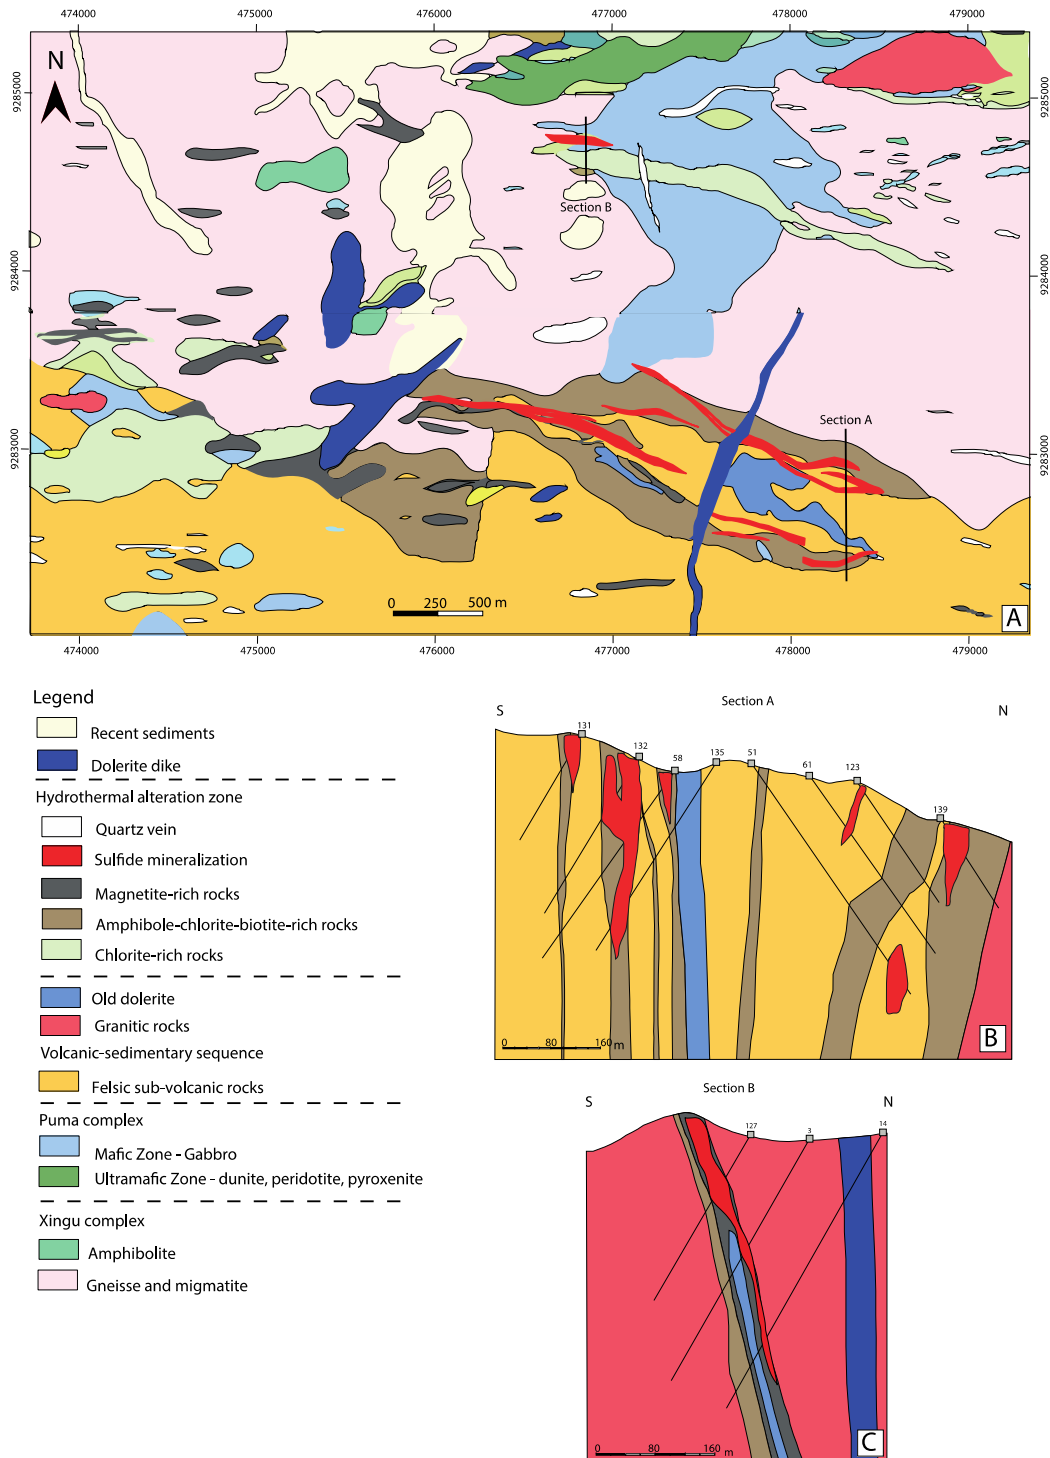 474000 475000 476000 477000 478000 479000
N
9285000 9285000
Section B
9284000 9284000
Section A
9283000 9283000
0 250 500 m
A
474000 475000 476000 477000 478000 479000
Legend
Recent sediments
Dolerite dike
Hydrothermal alteration zone
Quartz vein
Sulfide mineralization
Magnetite-rich rocks
Amphibole-chlorite-biotite-rich rocks
Chlorite-rich rocks
Old dolerite
Granitic rocks
Volcanic-sedimentary sequence
Felsic sub-volcanic rocks
Puma complex
Mafic Zone - Gabbro
Ultramafic Zone - dunite, peridotite, pyroxenite
Xingu complex
Amphibolite
Gneisse and migmatite
Section A
S N
131 132 58 135 51 61 123 139
0 80 160 m
B
Section B
S N
127 3 14
0 80 160 m
C